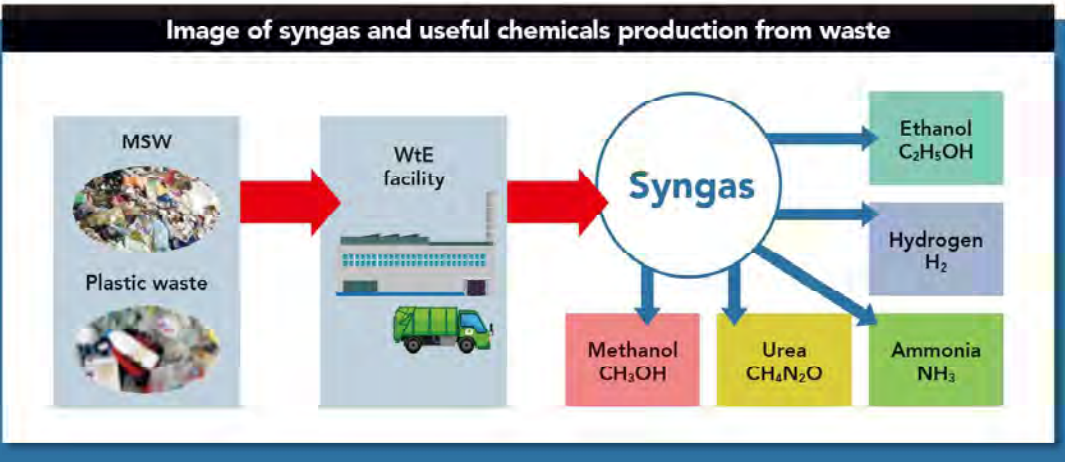 Image of syngas and useful chemicals production from waste
MSW
Plastic waste
WtE
facility
Syngas
Ethanol
C₂H₅OH
Hydrogen
H₂
Methanol
CH₃OH
Urea
CH₄N₂O
Ammonia
NH₃